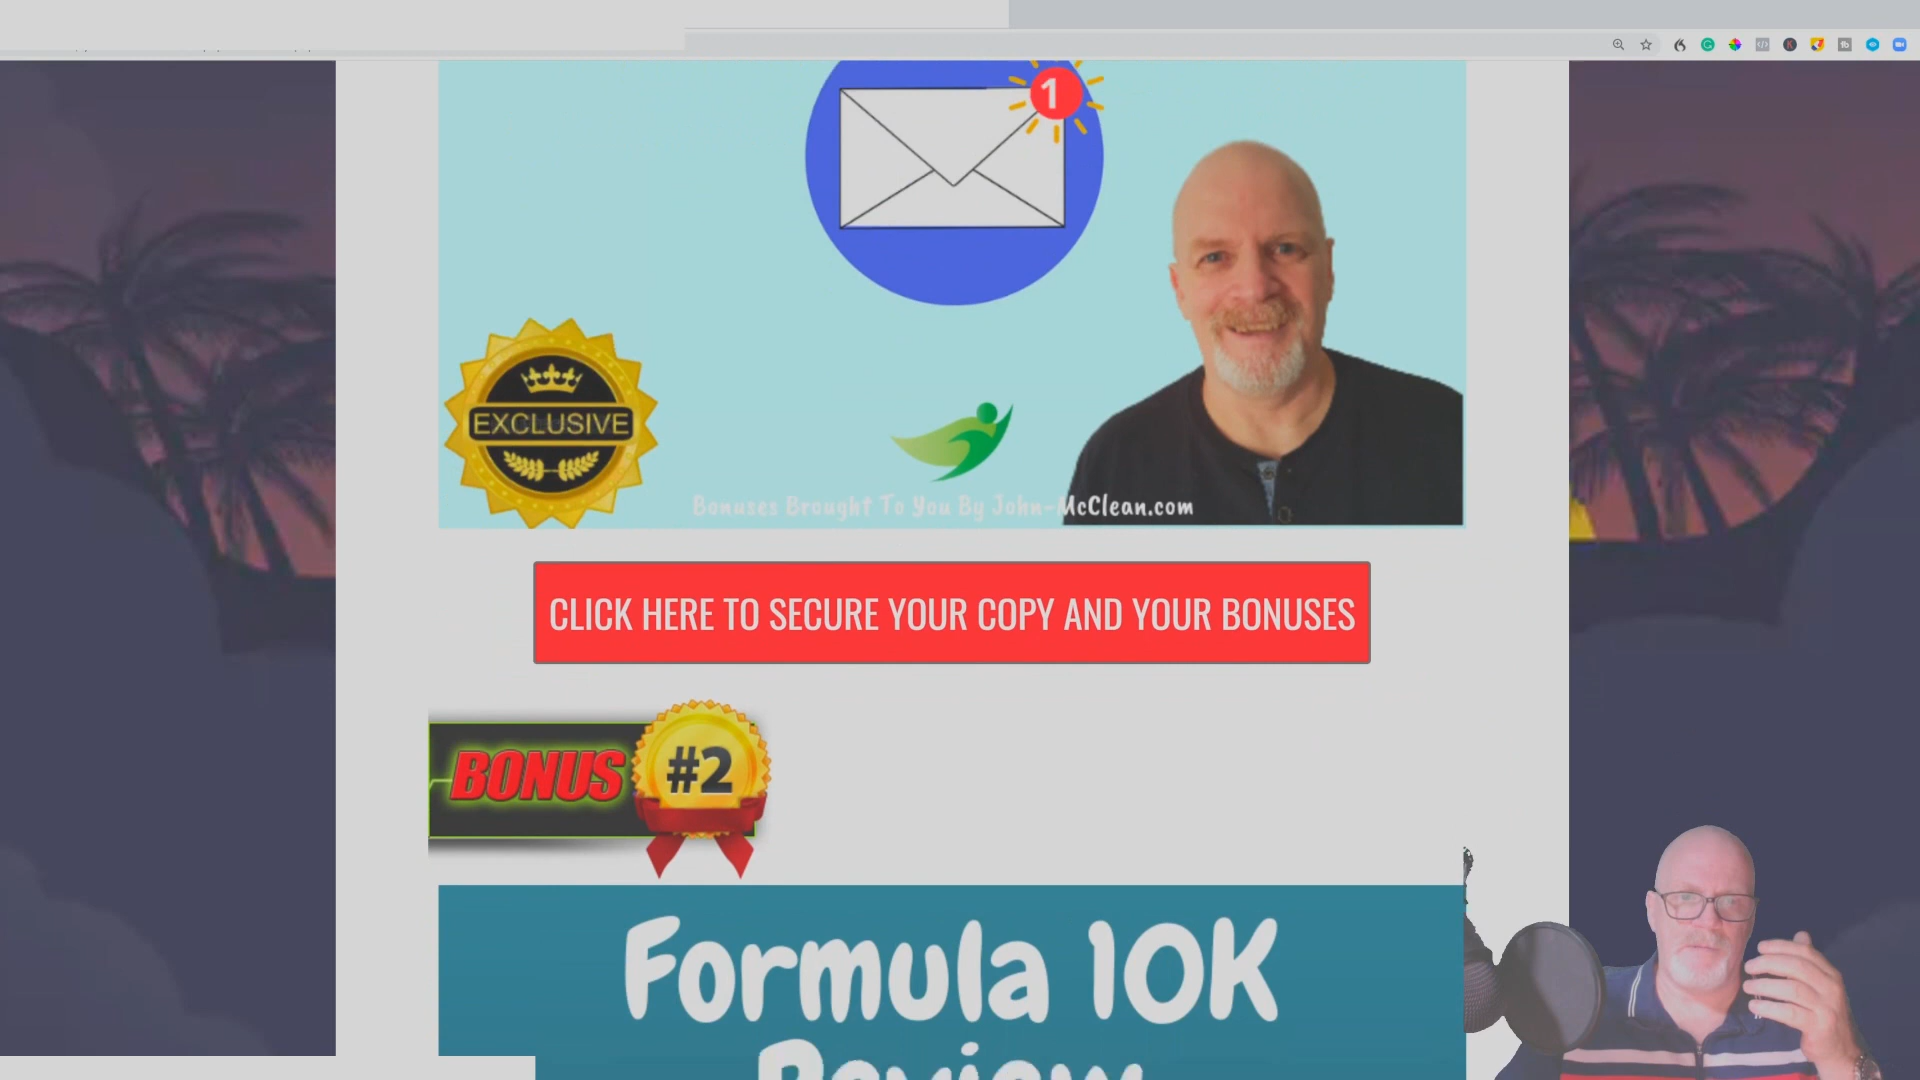 1
EXCLUSIVE
Bonuses Brought To You By John-McClean.com
CLICK HERE TO SECURE YOUR COPY AND YOUR BONUSES
BONUS
#2
Formula 10K
Review